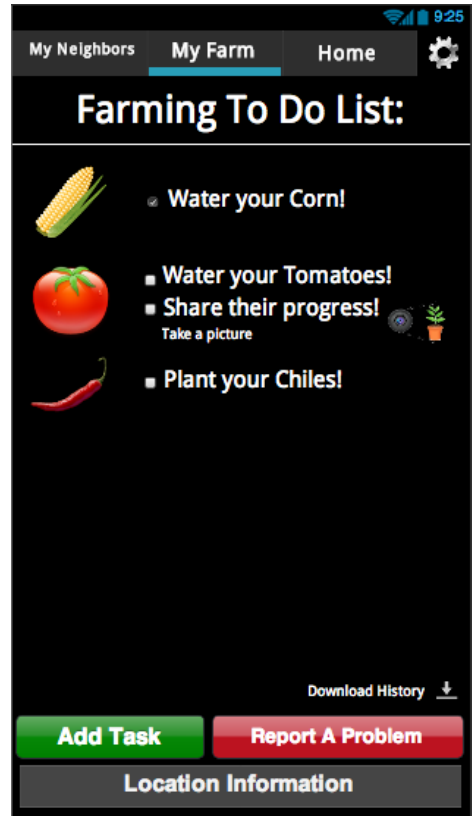 9:25
My Neighbors My Farm Home
Farming To Do List:
Water your Corn!
Water your Tomatoes!
Share their progress!
Take a picture
Plant your Chiles!
Download History
Add Task Report A Problem
Location Information